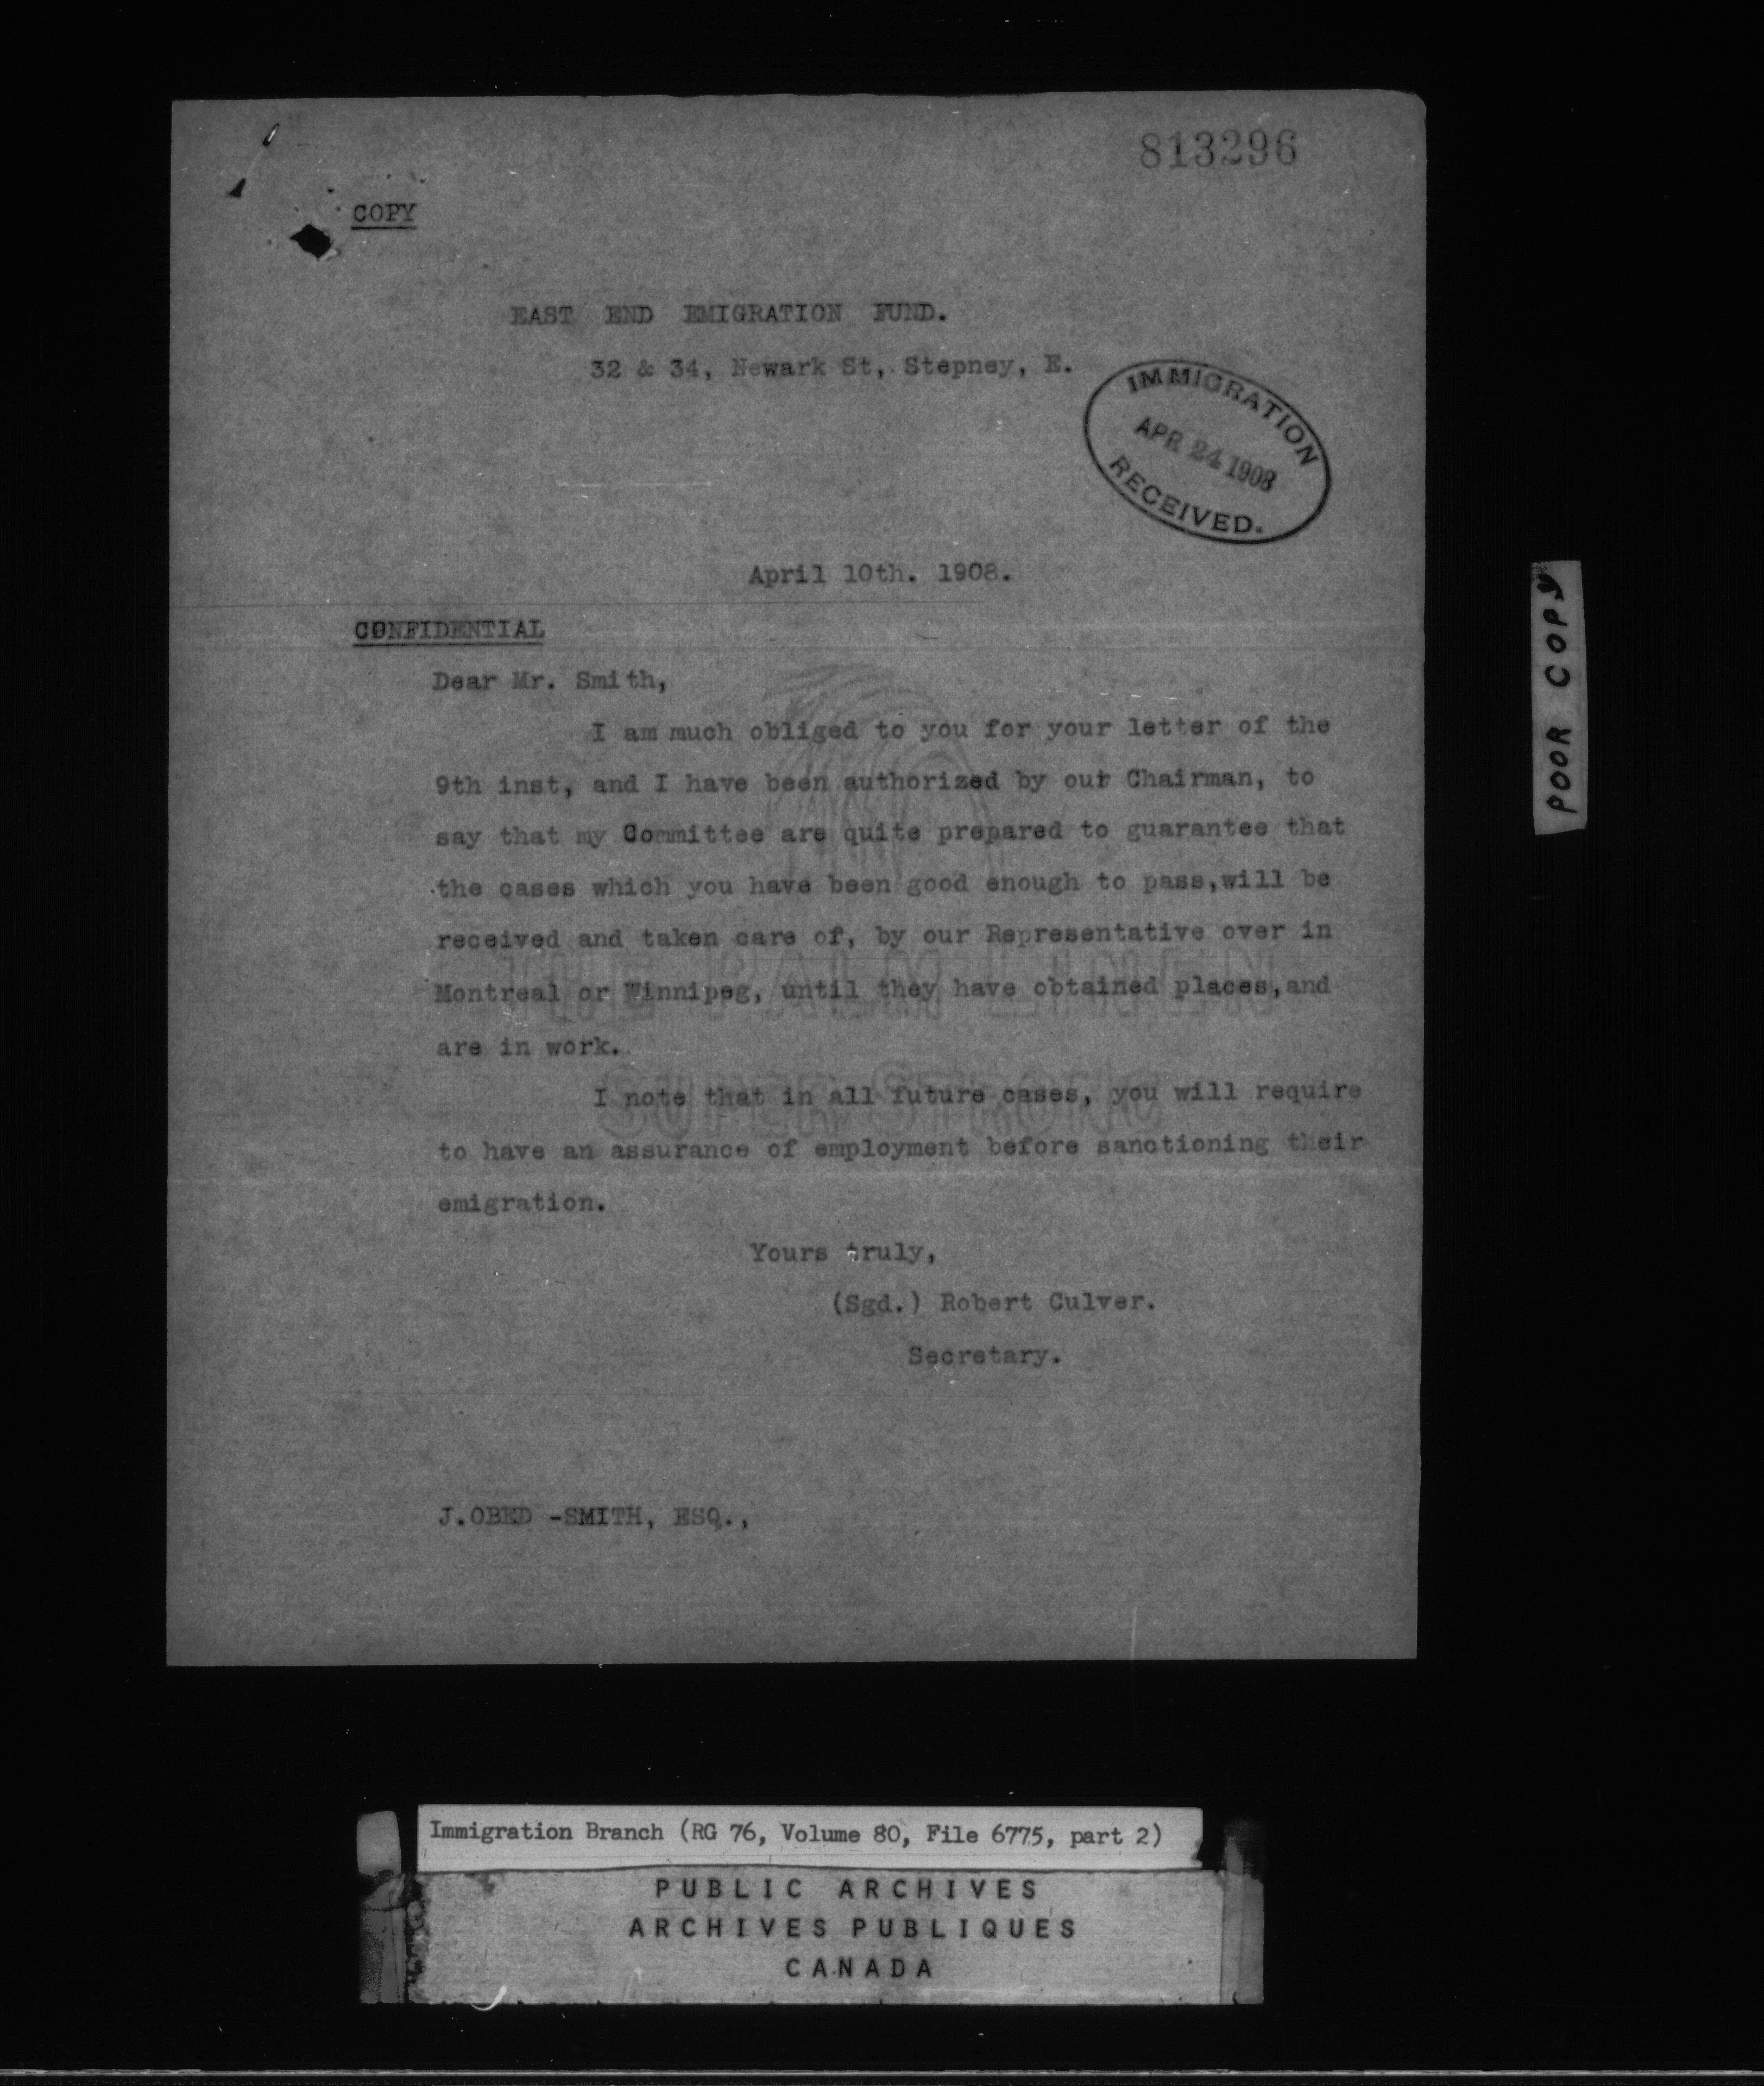 813296
COPY
EAST END EMIGRATION FUND.
32 & 34, Newark St, Stepney, E.
IMMIGRATION
APR 24 1908
RECEIVED.
April 10th. 1908.
CONFIDENTIAL
Dear Mr. Smith,
I am much obliged to you for your letter of the
9th inst, and I have been authorized by our Chairman, to
say that my Committee are quite prepared to guarantee that
the cases which you have been good enough to pass,will be
received and taken care of, by our Representative over in
Montreal or Winnipeg, until they have obtained places,and
are in work.
I note that in all future cases, you will require
to have an assurance of employment before sanctioning their
emigration.
Yours truly,
(Sgd.) Robert Culver.
Secretary.
J.OBED -SMITH, ESQ.,
THE PALM LINEN
SUPER STRONG
POOR COPY
Immigration Branch (RG 76, Volume 80, File 6775, part 2)
PUBLIC ARCHIVES
ARCHIVES PUBLIQUES
CANADA